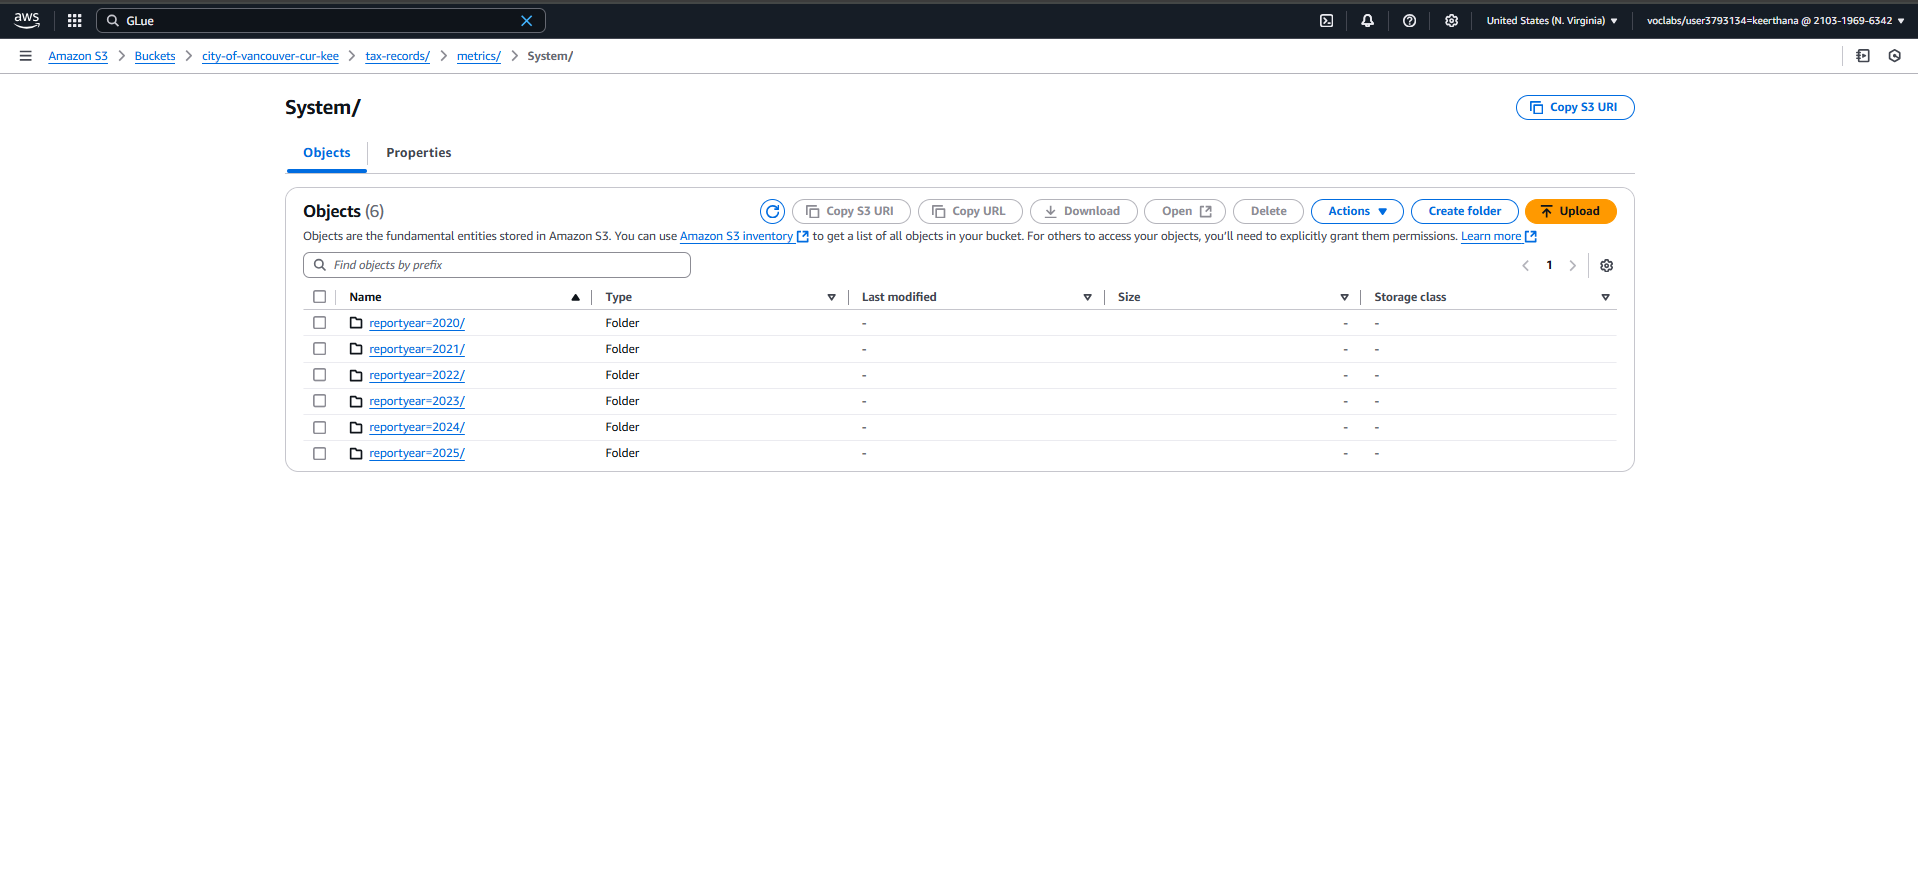 aws GLue United States (N. Virginia) voclabs/user3793134=keerthana @ 2103-1969-6342
Amazon S3 Buckets city-of-vancouver-cur-kee tax-records/ metrics/ System/
System/ Copy S3 URI
Objects Properties
Objects (6) Copy S3 URI Copy URL Download Open Delete Actions Create folder Upload
Objects are the fundamental entities stored in Amazon S3. You can use Amazon S3 inventory to get a list of all objects in your bucket. For others to access your objects, you'll need to explicitly grant them permissions. Learn more
Find objects by prefix 1
Name Type Last modified Size Storage class
reportyear=2020/ Folder - - -
reportyear=2021/ Folder - - -
reportyear=2022/ Folder - - -
reportyear=2023/ Folder - - -
reportyear=2024/ Folder - - -
reportyear=2025/ Folder - - -